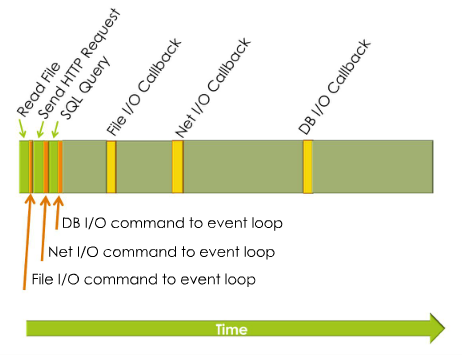 Read File
Send HTTP Request
SQL Query
File I/O Callback
Net I/O Callback
DB I/O Callback
DB I/O command to event loop
Net I/O command to event loop
File I/O command to event loop
Time